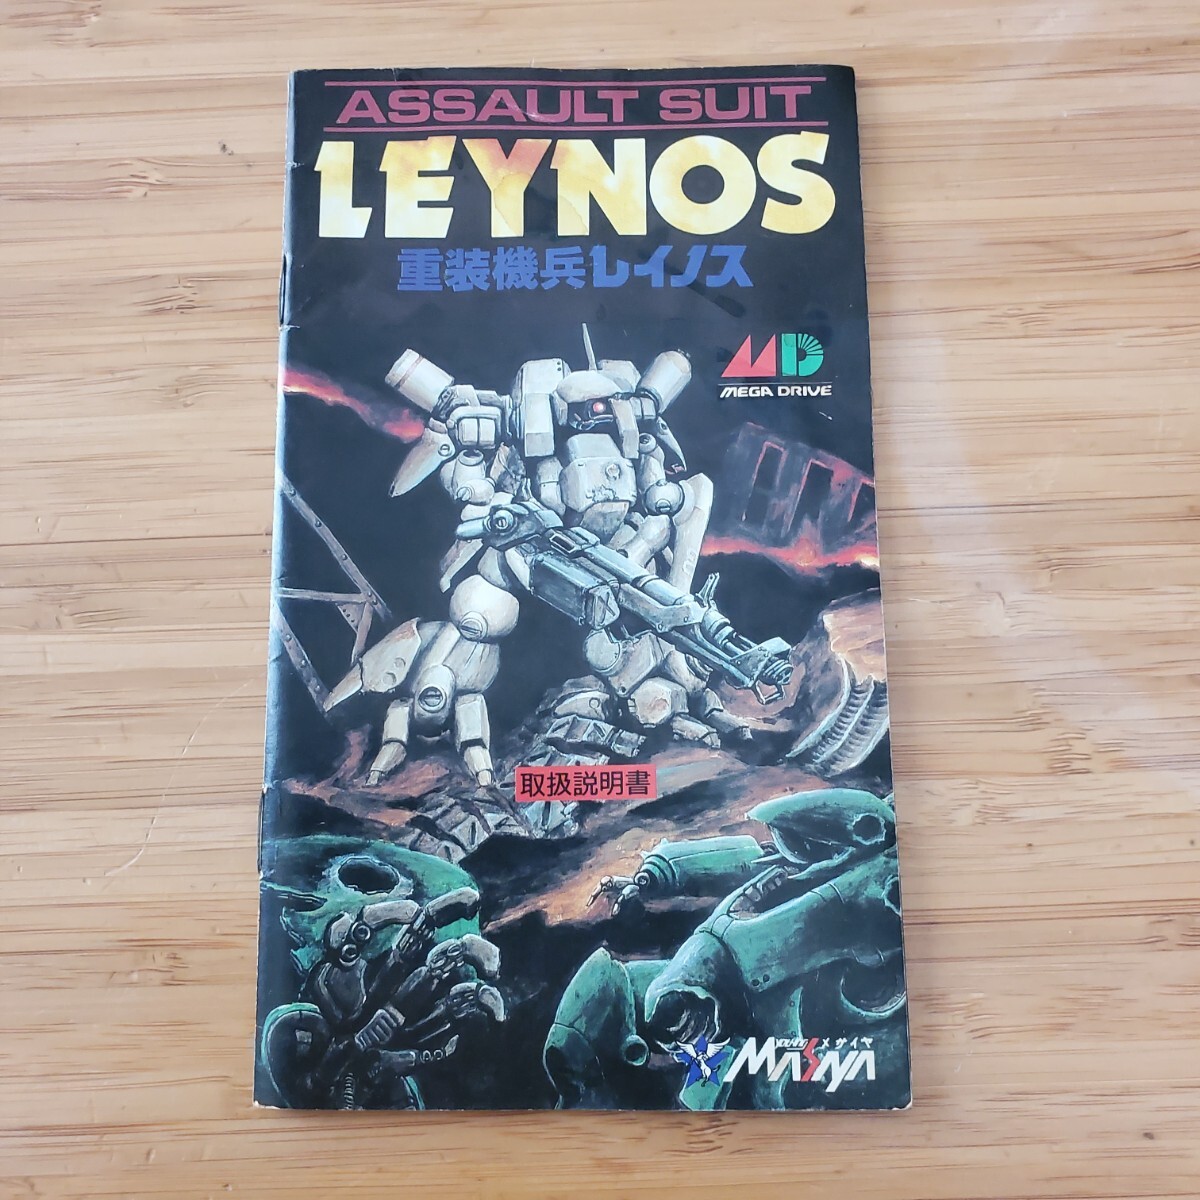 ASSAULT SUIT
LEYNOS
重装機兵レイノス
MD
MEGA DRIVE
取扱説明書
メサイヤ
MASAYA